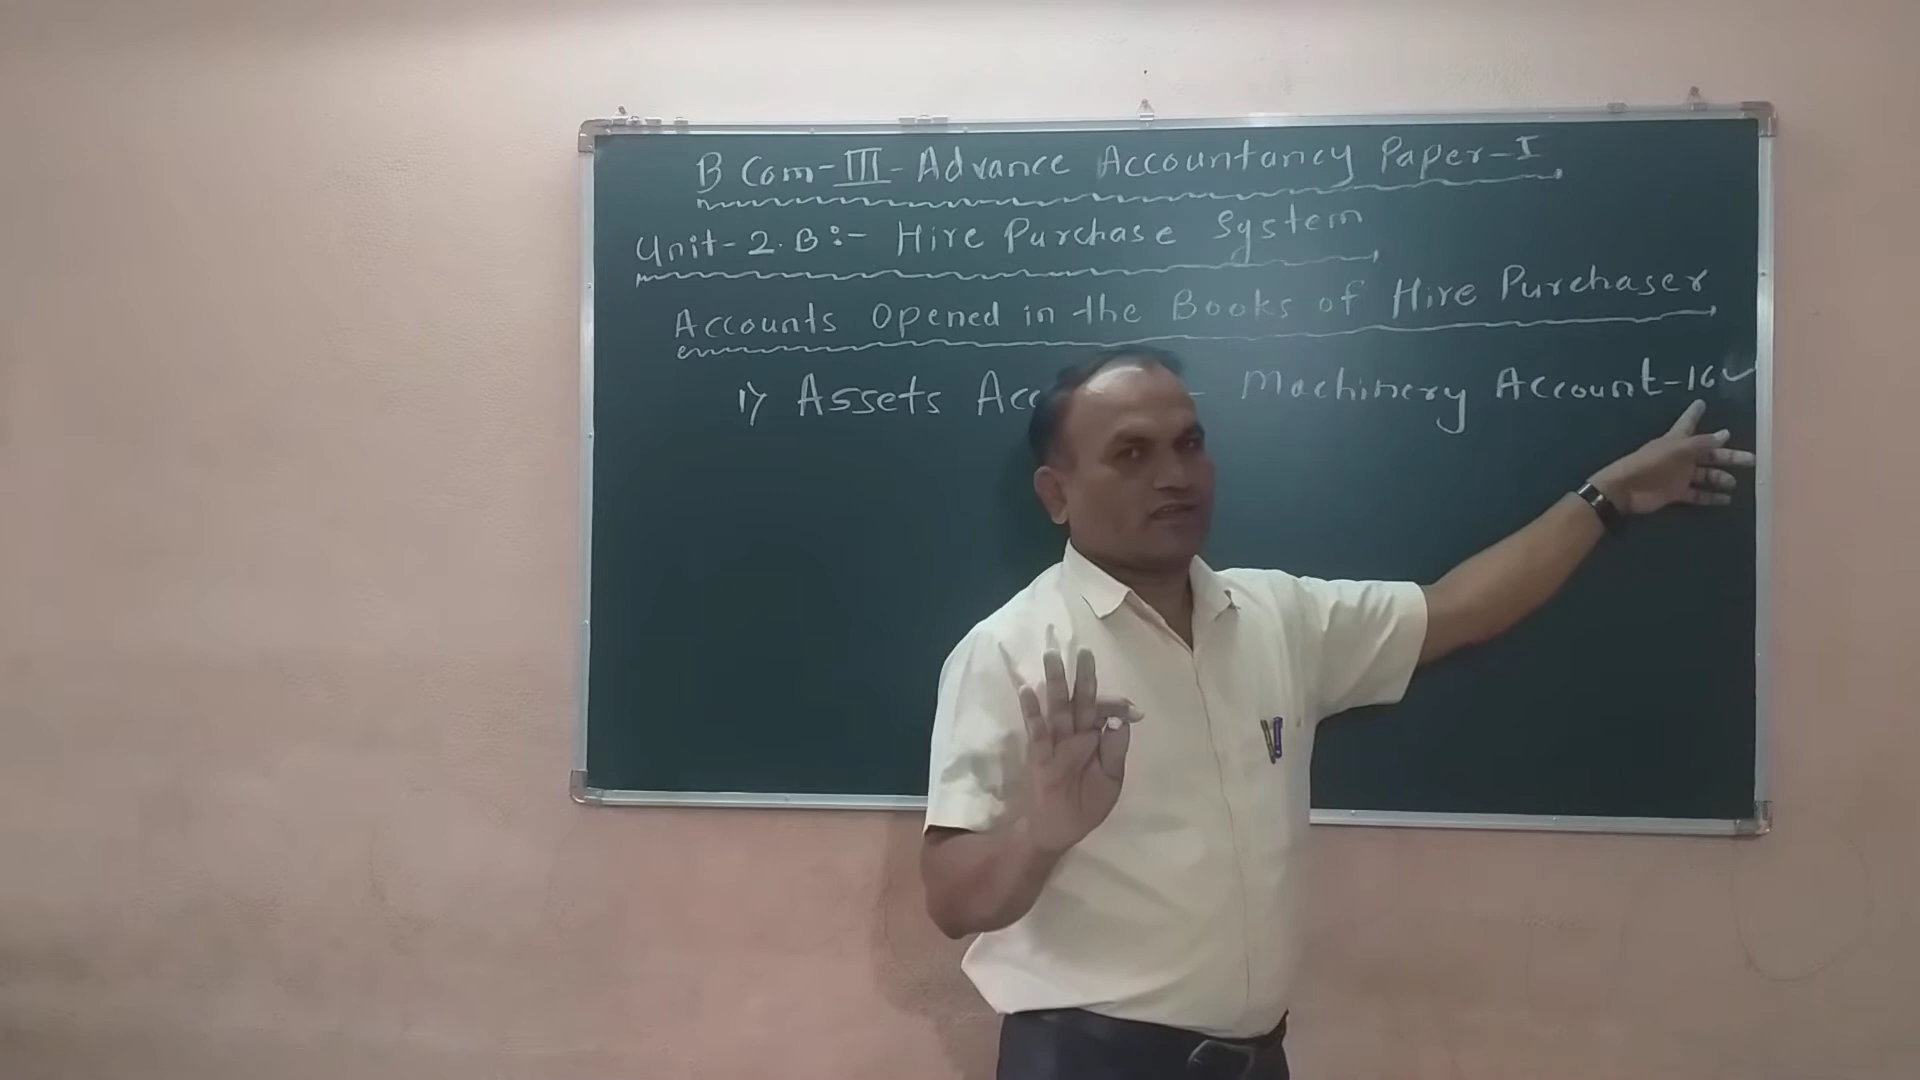 B Com-III-Advance Accountancy Paper-I
Unit-2.B:- Hire Purchase System
Accounts Opened in the Books of Hire Purchaser
1) Assets - Machinery Account-16